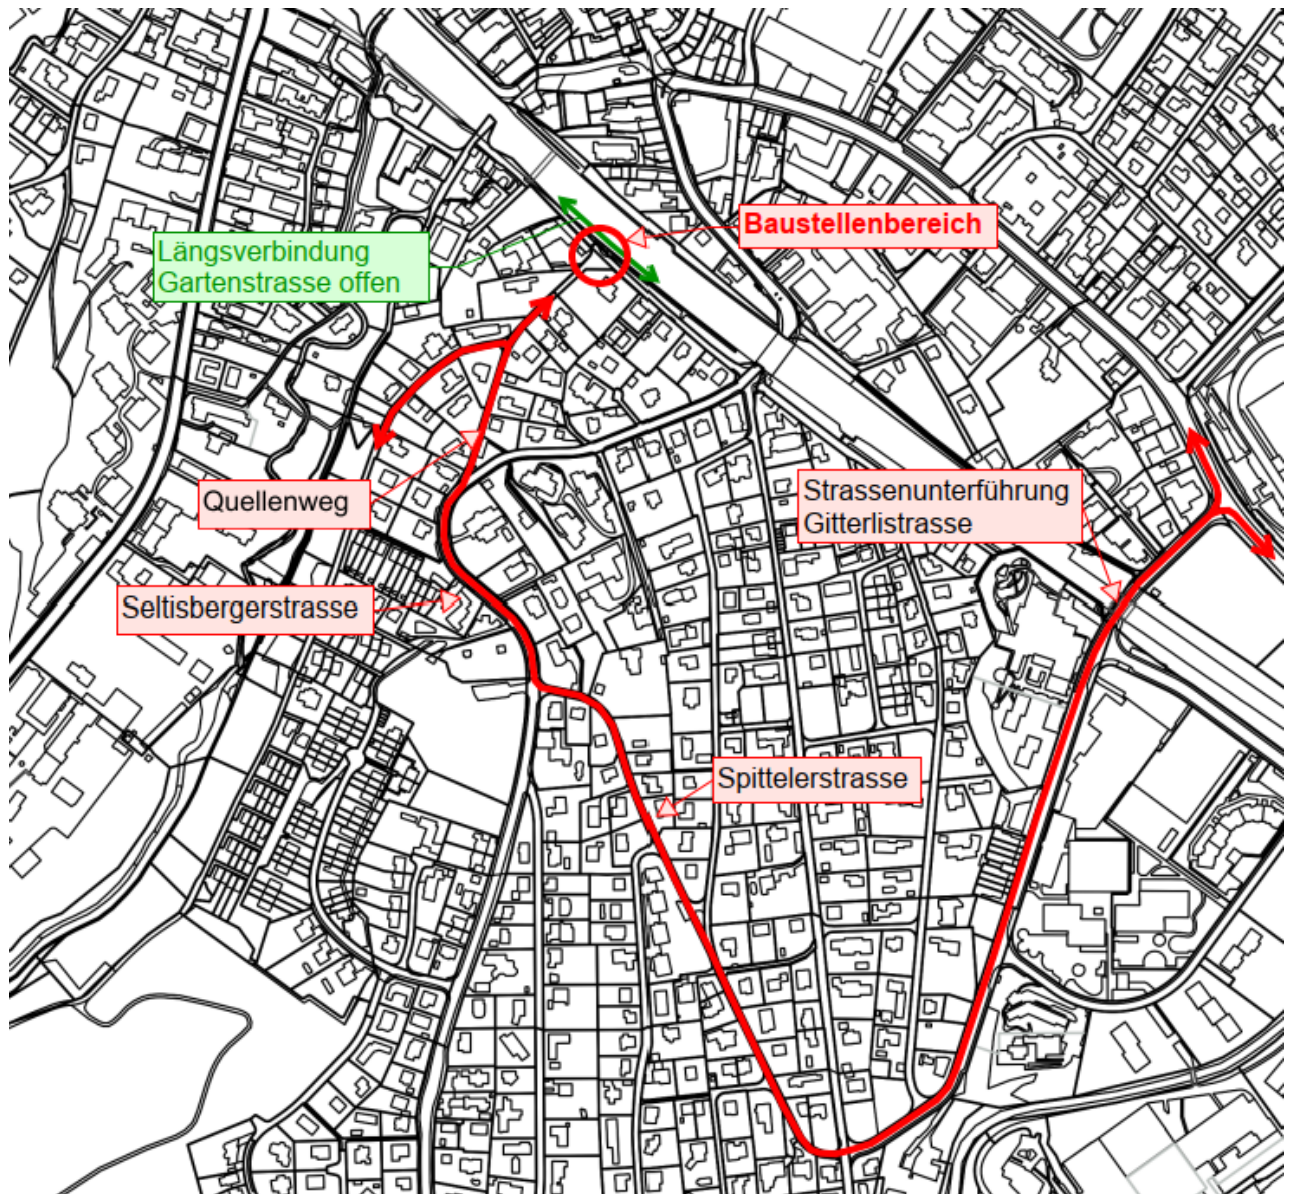 Baustellenbereich
Längsverbindung
Gartenstrasse offen
Quellenweg
Strassenunterführung
Gitterlistrasse
Seltisbergerstrasse
Spittelerstrasse